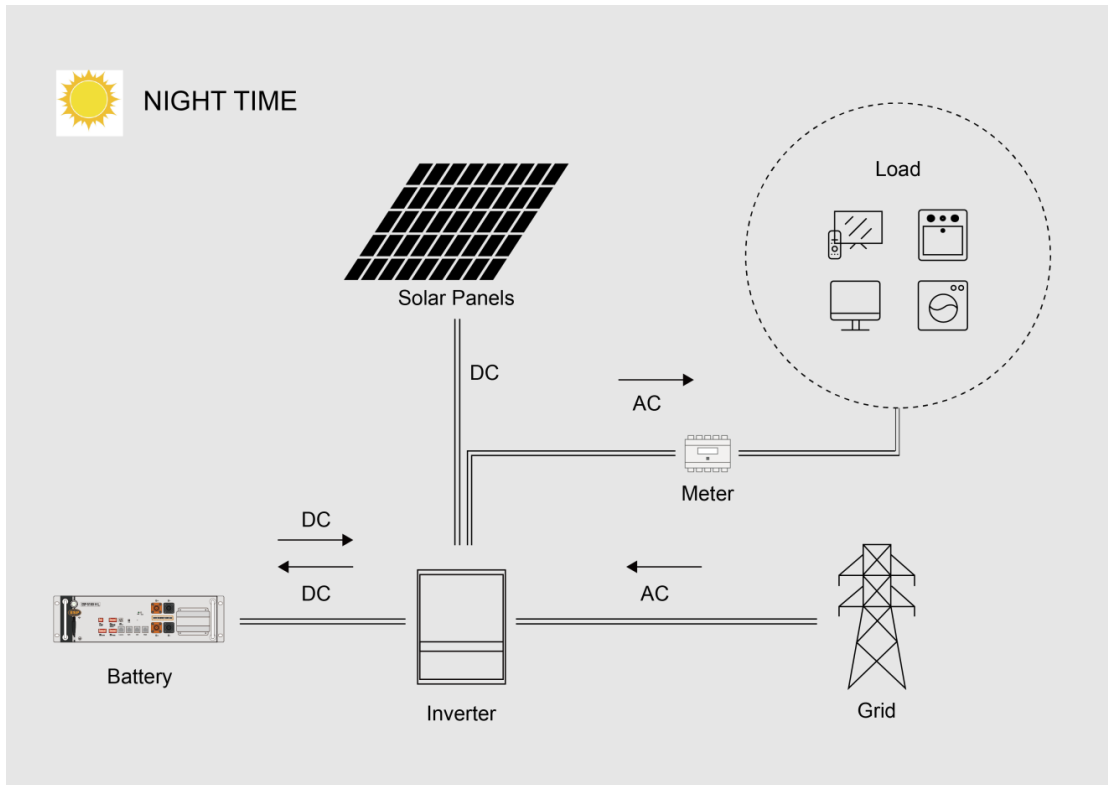 NIGHT TIME
Load
Solar Panels
DC
AC
Meter
DC
DC
AC
Battery
Inverter
Grid